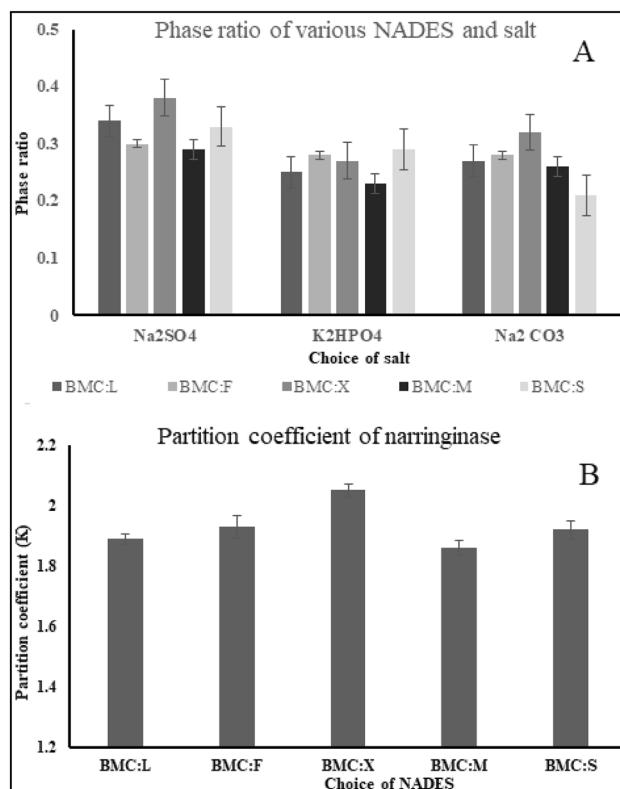 Phase ratio of various NADES and salt
A
0.5
0.4
0.3
0.2
0.1
0
Phase ratio
Na2SO4 K2HPO4 Na2 CO3
Choice of salt
BMC:L BMC:F BMC:X BMC:M BMC:S
Partition coefficient of narringinase
B
2.2
2
1.8
1.6
1.4
1.2
Partition coefficient (K)
BMC:L BMC:F BMC:X BMC:M BMC:S
Choice of NADES